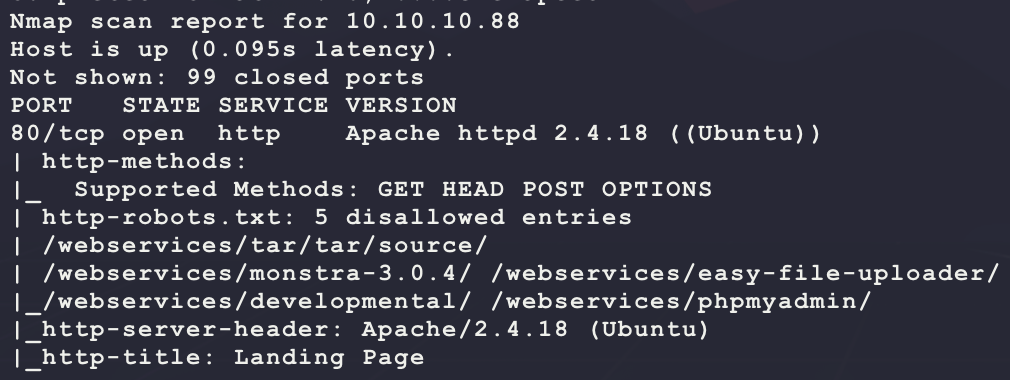 Nmap scan report for 10.10.10.88
Host is up (0.095s latency).
Not shown: 99 closed ports
PORT   STATE SERVICE VERSION
80/tcp open  http    Apache httpd 2.4.18 ((Ubuntu))
| http-methods:
|_  Supported Methods: GET HEAD POST OPTIONS
| http-robots.txt: 5 disallowed entries
| /webservices/tar/tar/source/
| /webservices/monstra-3.0.4/ /webservices/easy-file-uploader/
|_/webservices/developmental/ /webservices/phpmyadmin/
|_http-server-header: Apache/2.4.18 (Ubuntu)
|_http-title: Landing Page